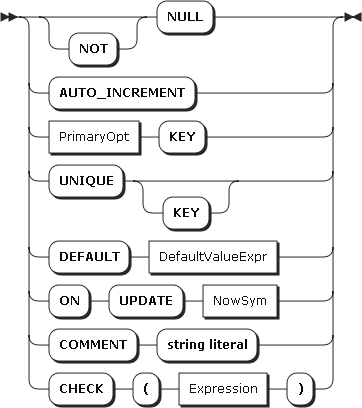 NULL
NOT
AUTO_INCREMENT
PrimaryOpt KEY
UNIQUE
KEY
DEFAULT DefaultValueExpr
ON UPDATE NowSym
COMMENT string literal
CHECK ( Expression )